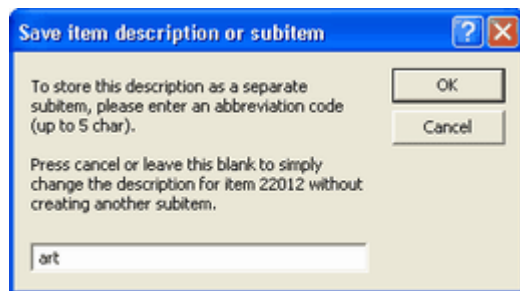 Save item description or subitem
To store this description as a separate
subitem, please enter an abbreviation code
(up to 5 char).
OK
Cancel
Press cancel or leave this blank to simply
change the description for item 22012 without
creating another subitem.
art